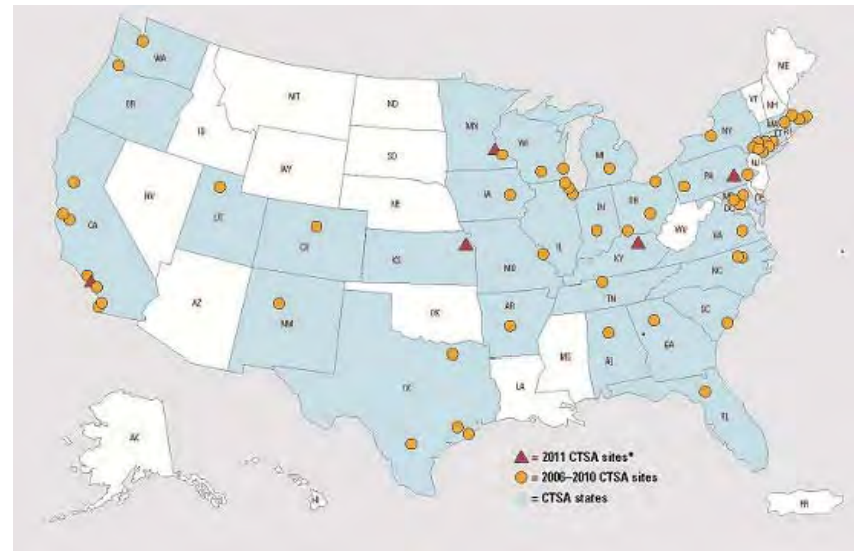 ME
WA
MT
ND
VT
NH
MN
OR
ID
WI
NY
MA
CT
RI
SD
MI
WY
PA
NJ
IA
NE
OH
NV
IN
DC
DE
UT
IL
WV
CA
VA
CO
KS
MO
KY
NC
TN
AZ
OK
AR
NM
SC
MS
AL
GA
TX
LA
FL
AK
= 2011 CTSA sites*
= 2006–2010 CTSA sites
= CTSA states
HI
PR